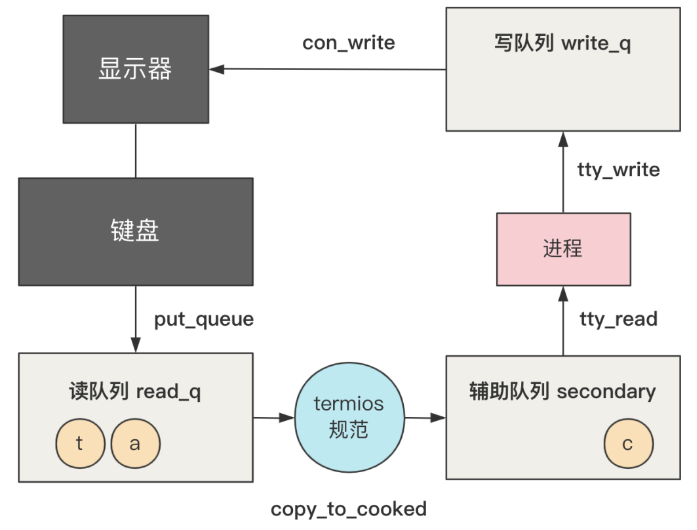 显示器
con_write
写队列 write_q
tty_write
键盘
进程
put_queue
tty_read
读队列 read_q
t
a
termios
规范
辅助队列 secondary
c
copy_to_cooked